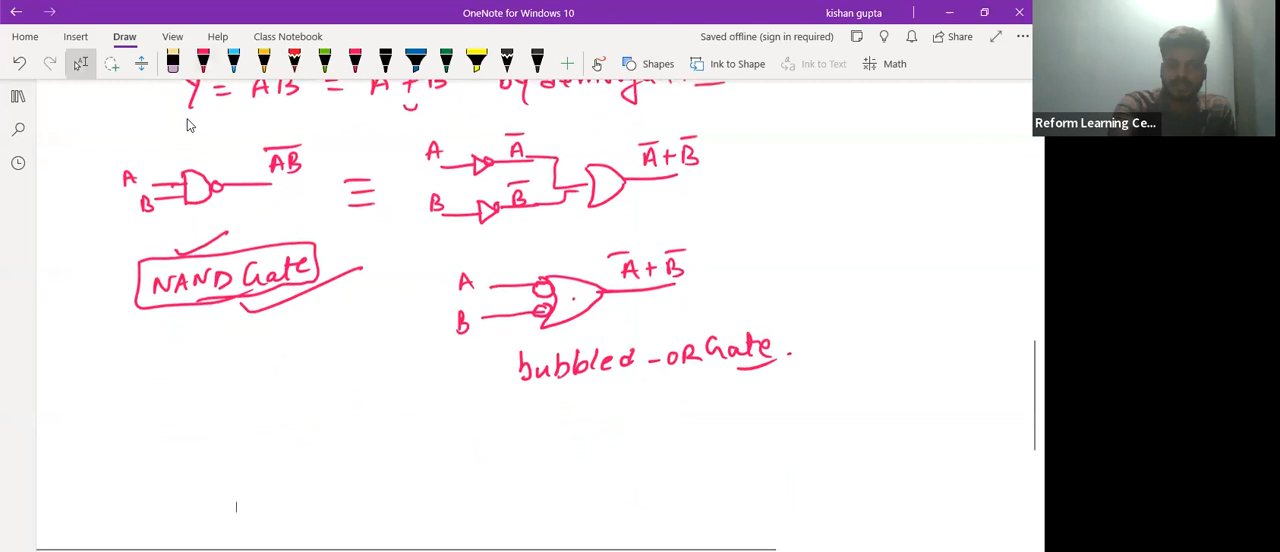 OneNote for Windows 10
kishan gupta
Home Insert Draw View Help Class Notebook
Saved offline (sign in required) Share
Shapes Ink to Shape Ink to Text Math
Reform Learning Ce...
Y = AB = A + B by
A B A̅B̅ ≡ A A̅ B B̅ A̅ + B̅
NAND Gate
A B A̅ + B̅
bubbled - OR Gate.